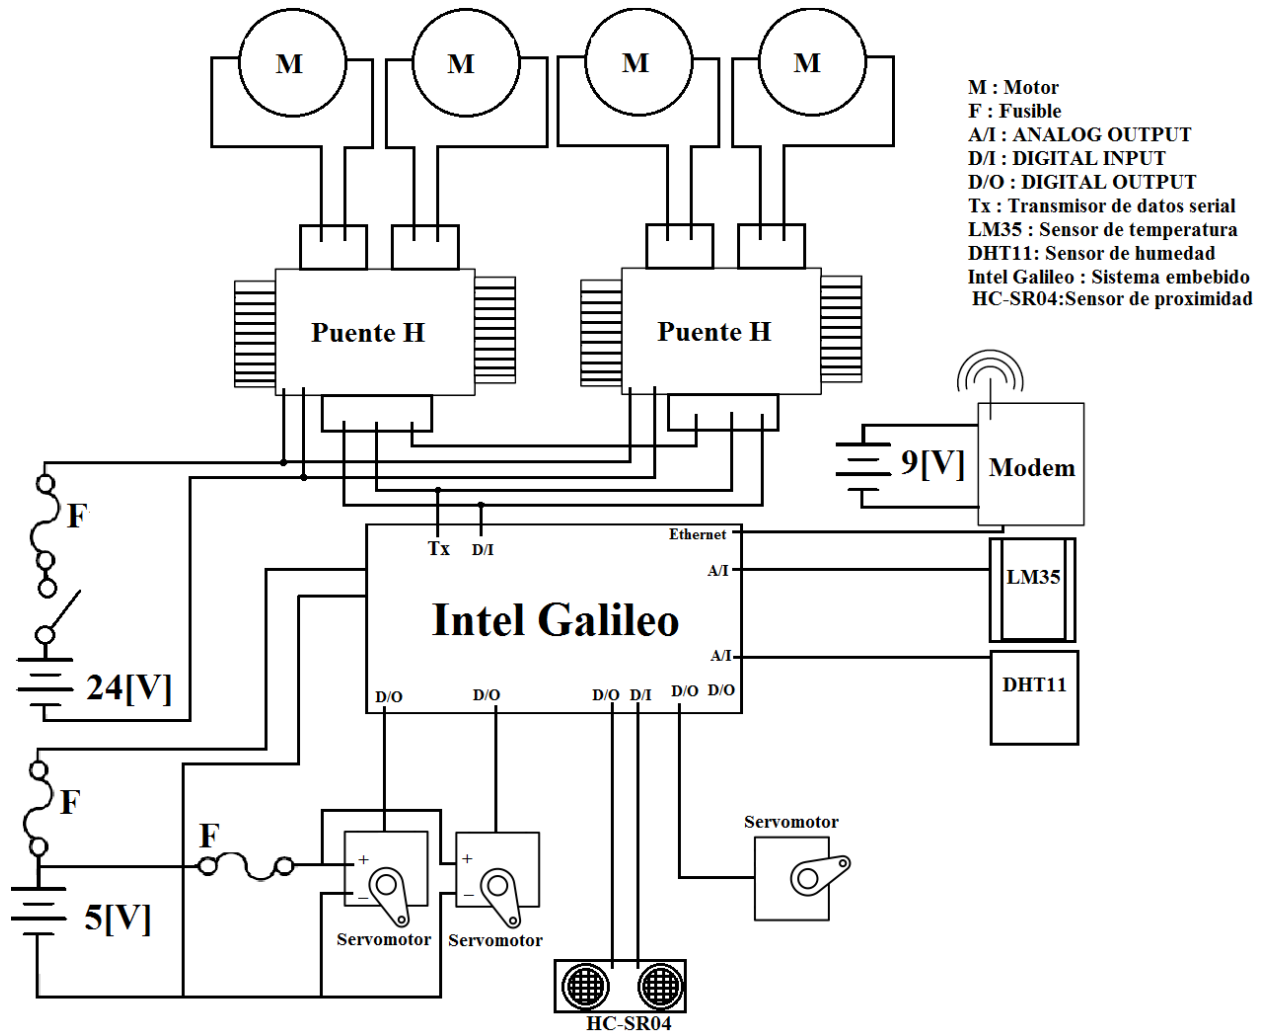 M
M
M
M
M : Motor
F : Fusible
A/I : ANALOG OUTPUT
D/I : DIGITAL INPUT
D/O : DIGITAL OUTPUT
Tx : Transmisor de datos serial
LM35 : Sensor de temperatura
DHT11: Sensor de humedad
Intel Galileo : Sistema embebido
HC-SR04:Sensor de proximidad
Puente H
Puente H
9[V]
Modem
F
Tx
D/I
Ethernet
A/I
LM35
Intel Galileo
A/I
DHT11
24[V]
D/O
D/O
D/O
D/I
D/O
D/O
F
F
+
−
+
−
5[V]
Servomotor
Servomotor
Servomotor
HC-SR04